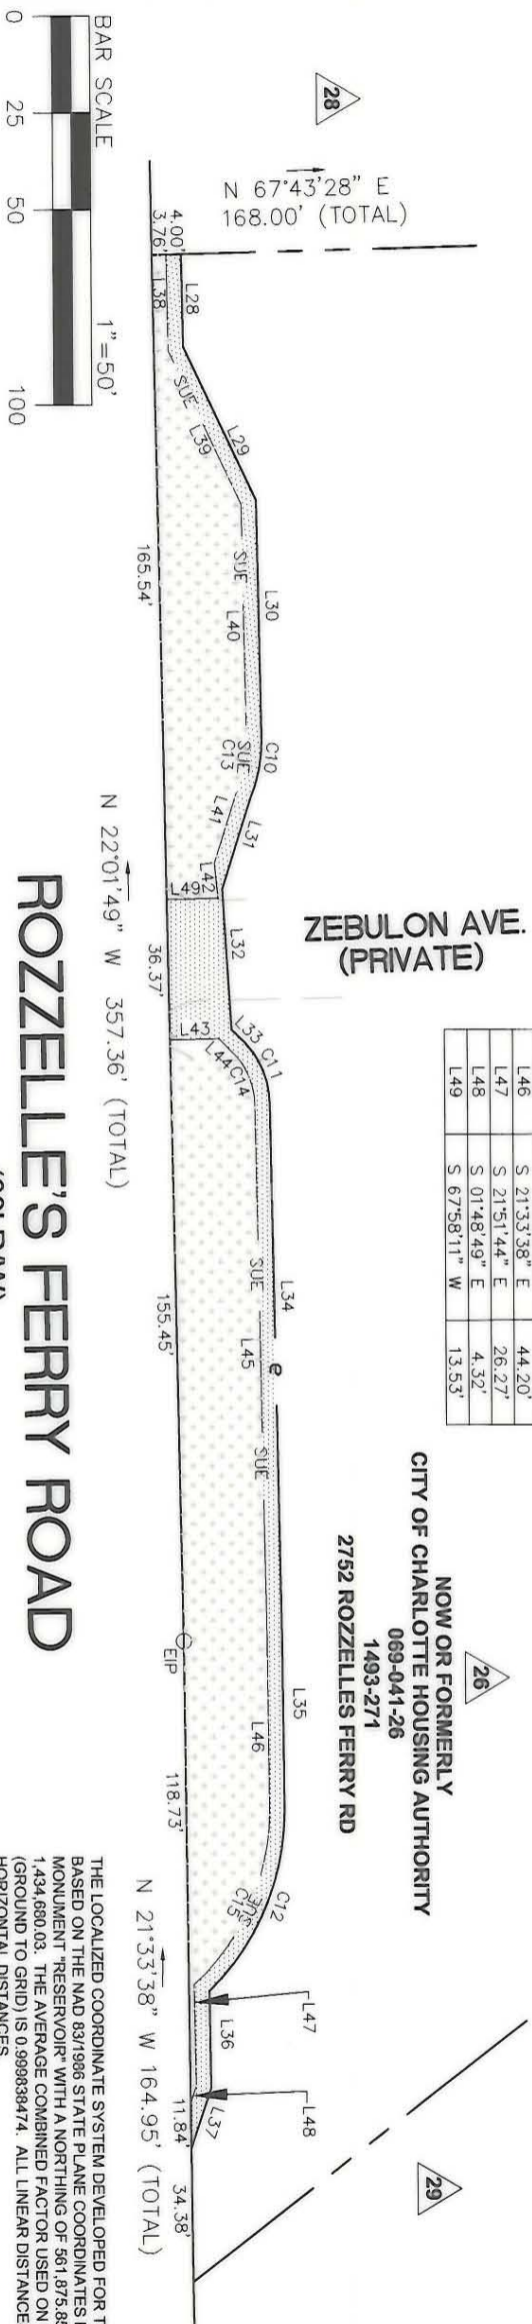 28
N 67°43'28" E
168.00' (TOTAL)
BAR SCALE
1"=50'
0 25 50 100
4.00'
3.76'
L28
L38
SUE
L39
L29
165.54'
SUE
L40
L30
C10
SUE
C13
L41
L31
L42
L49
L32
36.37'
L43
L33
C11
L44
C14
N 22°01'49" W 357.36' (TOTAL)
ZEBULON AVE.
(PRIVATE)
L46 S 21°33'38" E 44.20'
L47 S 21°51'44" E 26.27'
L48 S 01°48'49" E 4.32'
L49 S 67°58'11" W 13.53'
ROZZELLE'S FERRY ROAD
155.45'
SUE
L34
L45
e
SUE
26
NOW OR FORMERLY
CITY OF CHARLOTTE HOUSING AUTHORITY
069-041-26
1493-271
2752 ROZZELLES FERRY RD
EIP
L35
L46
118.73'
C12
C15
L47
L36
L48
L37
11.84'
34.38'
N 21°33'38" W 164.95' (TOTAL)
29
THE LOCALIZED COORDINATE SYSTEM DEVELOPED FOR
BASED ON THE NAD 83/1986 STATE PLANE COORDINATES
MONUMENT "RESERVOIR" WITH A NORTHING OF 561,875.85
1,434,680.03. THE AVERAGE COMBINED FACTOR USED ON
(GROUND TO GRID) IS 0.999838474. ALL LINEAR DISTANCE
HORIZONTAL DISTANCES